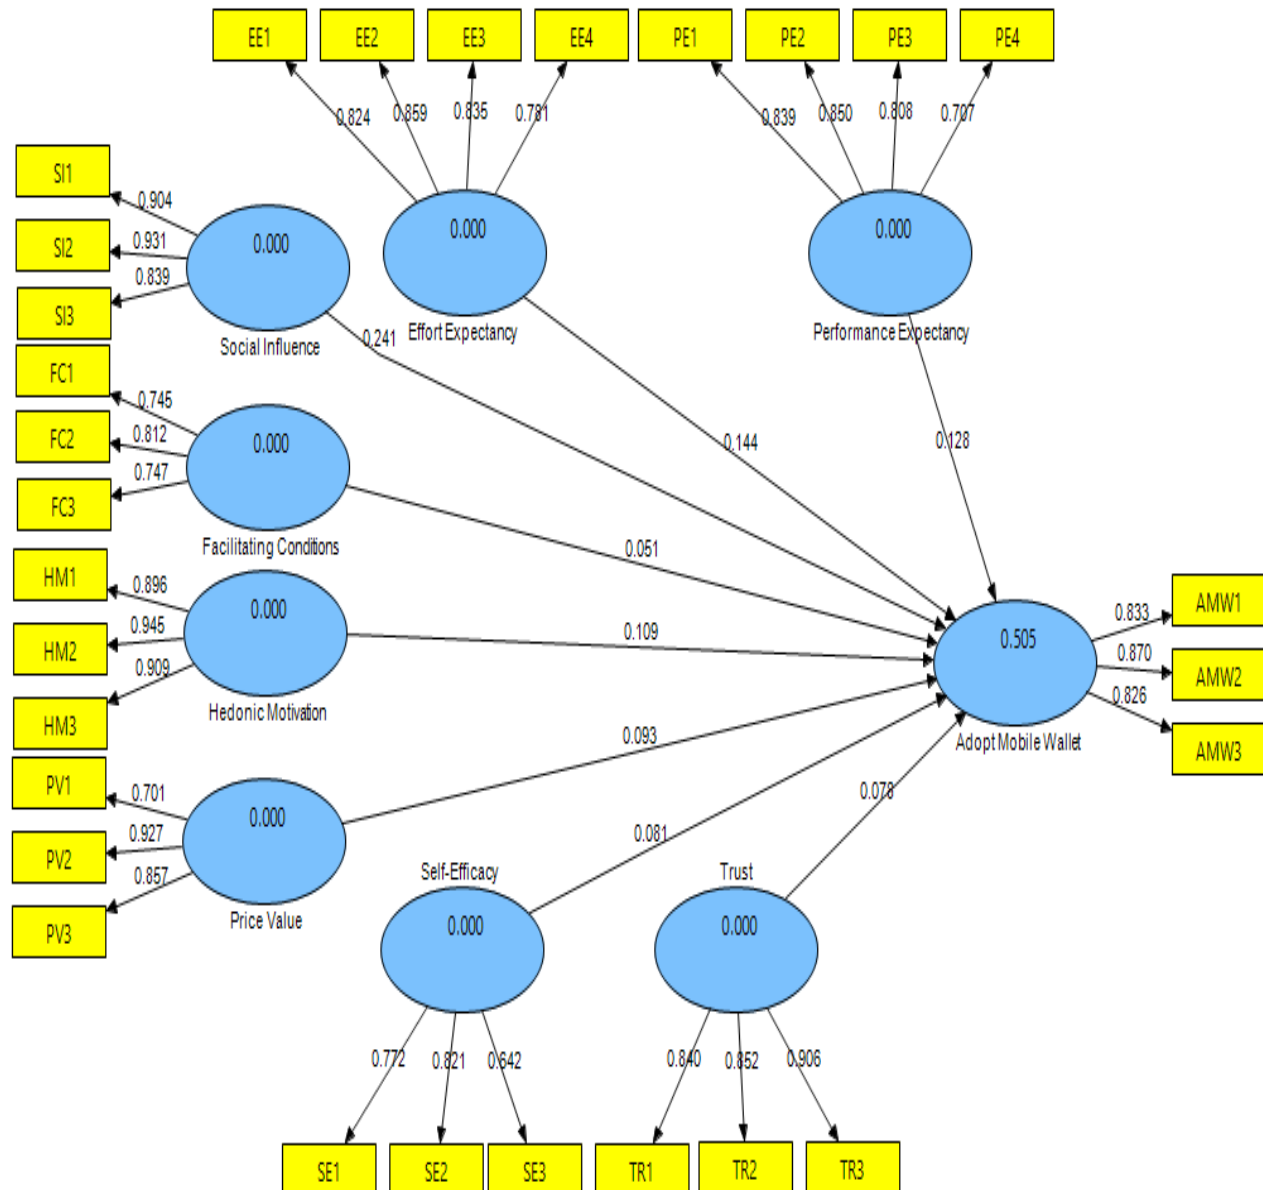 EE1 EE2 EE3 EE4 PE1 PE2 PE3 PE4
0.824 0.859 0.835 0.781 0.839 0.850 0.808 0.707
SI1
0.904
SI2
0.931
SI3
0.839
0.000
Social Influence
0.000
Effort Expectancy
0.000
Performance Expectancy
0.241
0.144
0.128
FC1
0.745
FC2
0.812
FC3
0.747
0.000
Facilitating Conditions
0.051
HM1
0.896
HM2
0.945
HM3
0.909
0.000
Hedonic Motivation
0.109
0.505
Adopt Mobile Wallet
0.833
AMW1
0.870
AMW2
0.826
AMW3
PV1
0.701
PV2
0.927
PV3
0.857
0.000
Price Value
0.093
0.081
0.078
Self-Efficacy
0.000
Trust
0.000
0.772 0.821 0.642 0.840 0.852 0.906
SE1 SE2 SE3 TR1 TR2 TR3